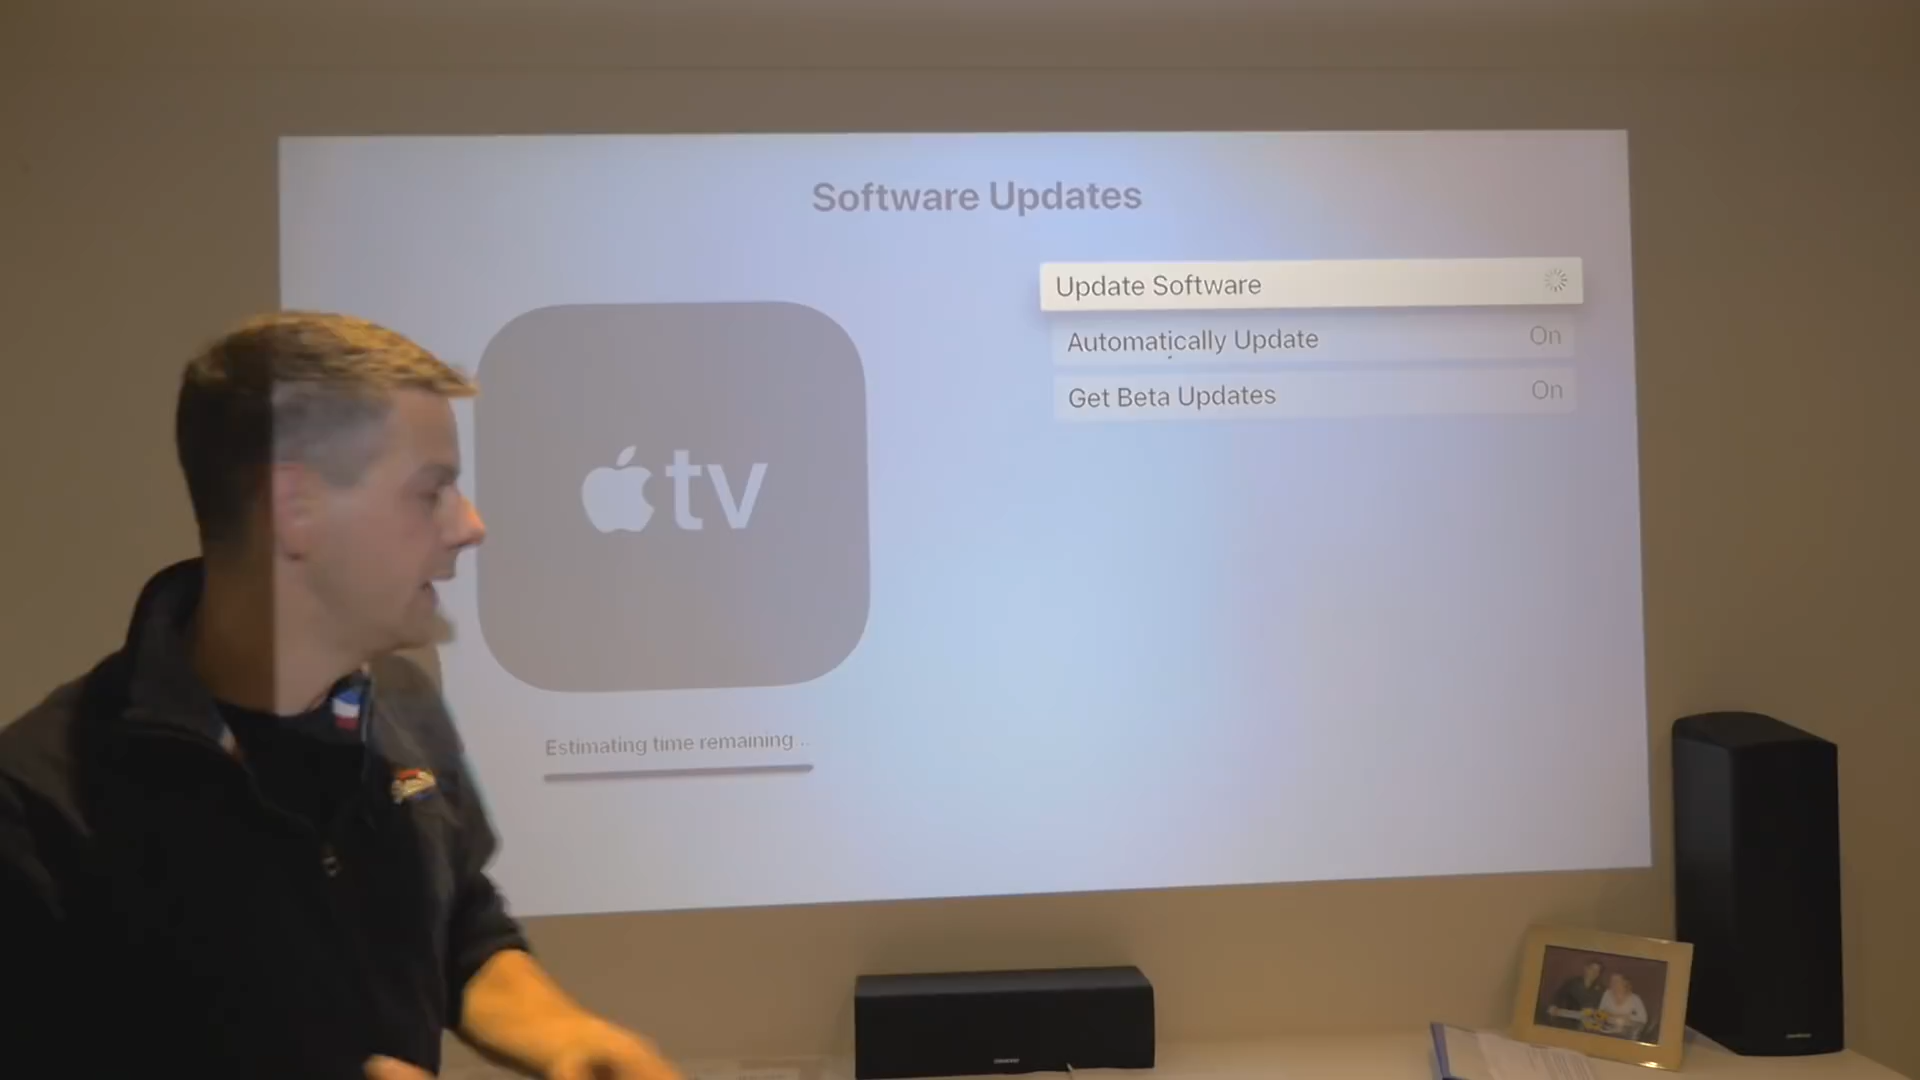 Software Updates
Update Software
Automatically Update On
Get Beta Updates On
tv
Estimating time remaining...